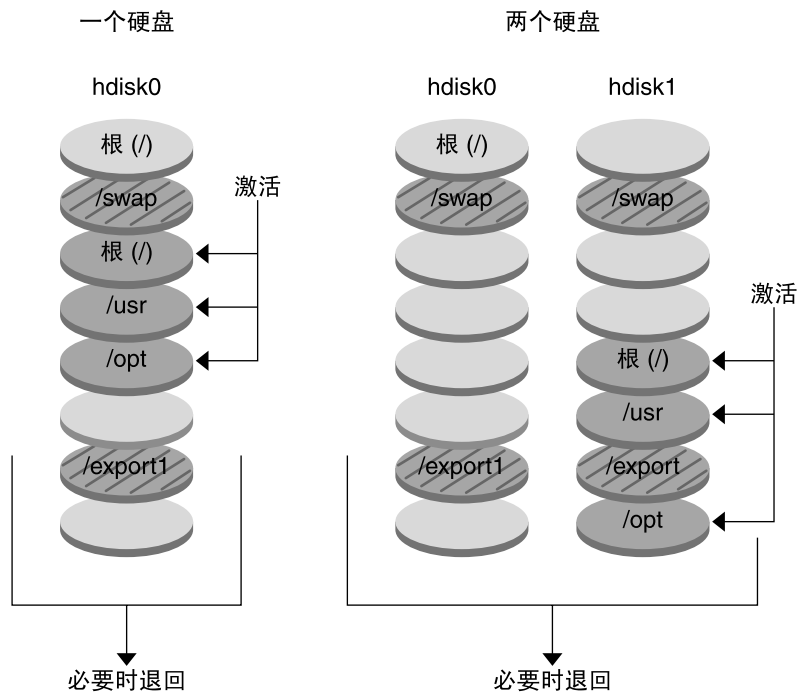 一个硬盘
hdisk0
根 (/)
/swap
激活
根 (/)
/usr
/opt
/export1
必要时退回
两个硬盘
hdisk0
hdisk1
根 (/)
/swap
/swap
激活
根 (/)
/usr
/export1
/export
/opt
必要时退回